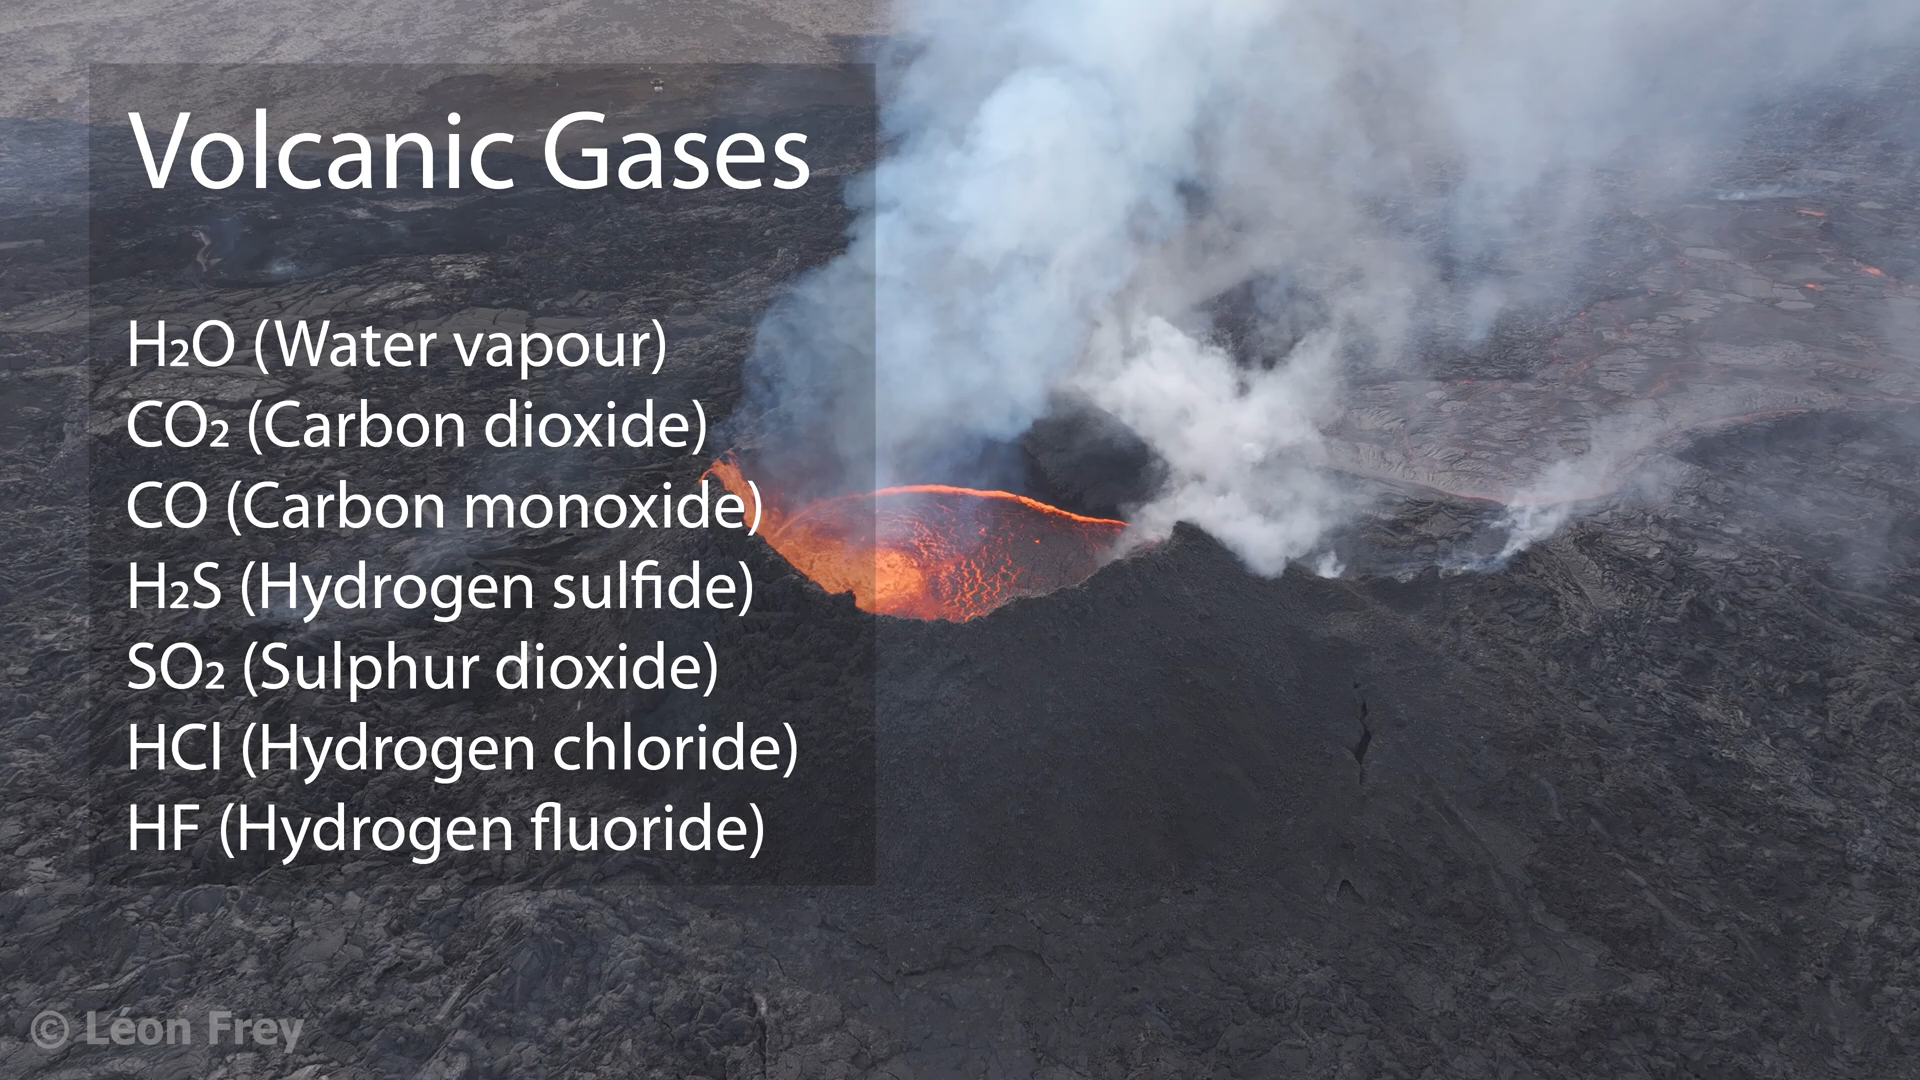 Volcanic Gases
H₂O (Water vapour)
CO₂ (Carbon dioxide)
CO (Carbon monoxide)
H₂S (Hydrogen sulfide)
SO₂ (Sulphur dioxide)
HCl (Hydrogen chloride)
HF (Hydrogen fluoride)
© Léon Frey